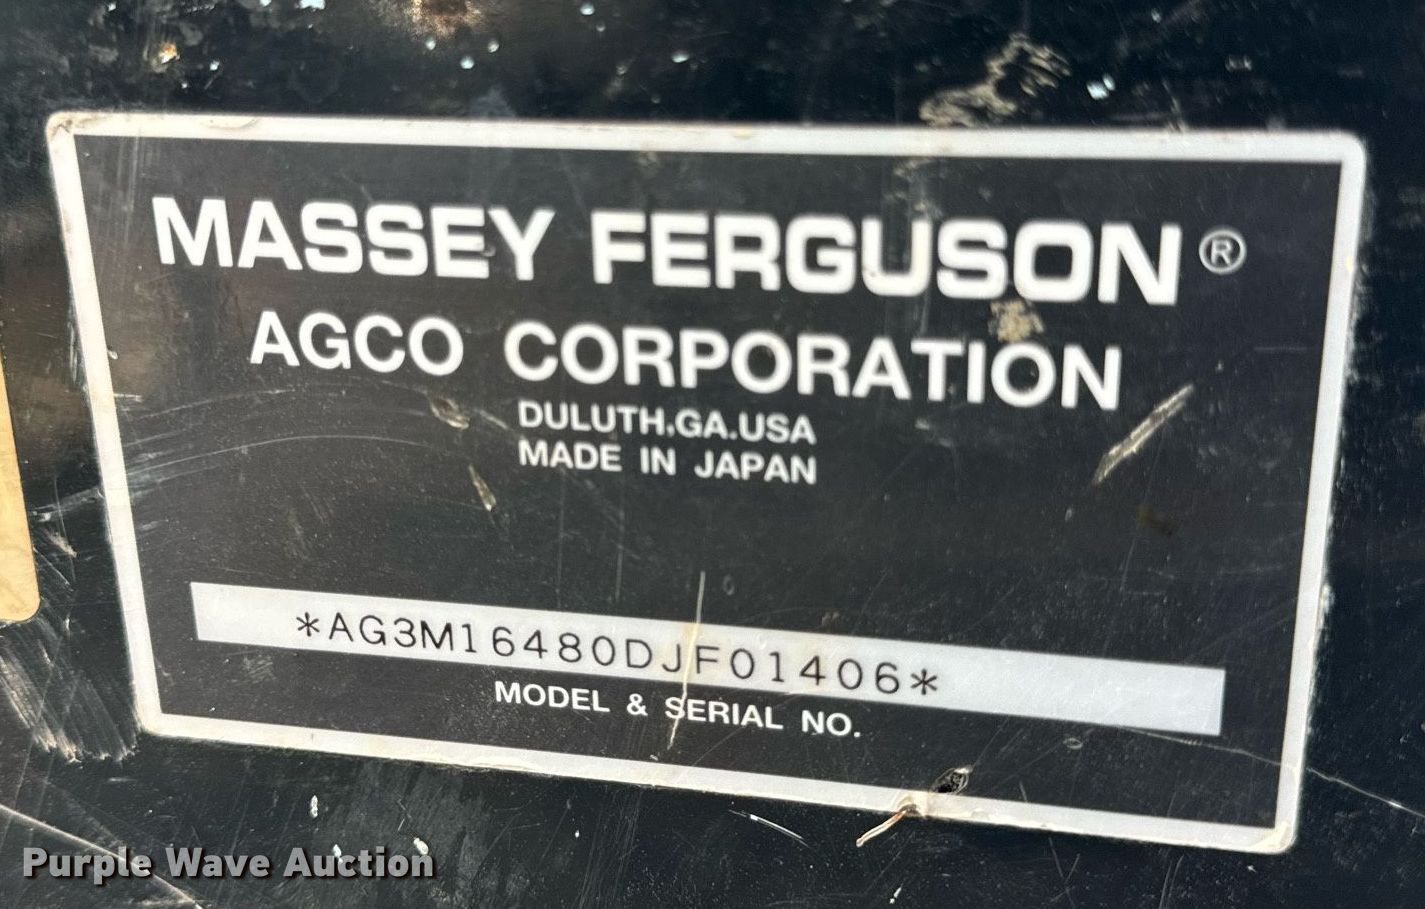 MASSEY FERGUSON®
AGCO CORPORATION
DULUTH,GA.USA
MADE IN JAPAN
*AG3M16480DJF01406*
MODEL & SERIAL NO.
Purple Wave Auction